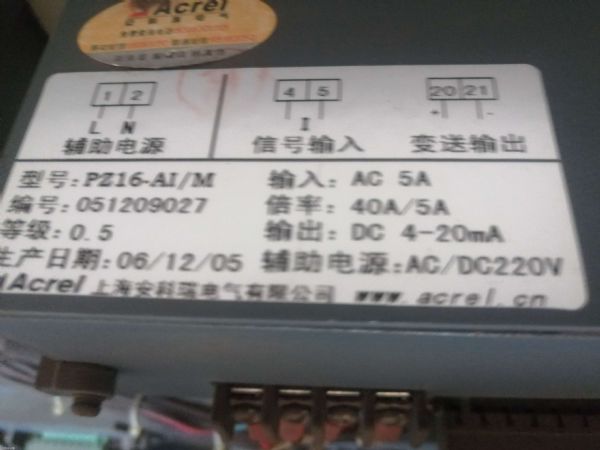 Acrel
1 2
4 5
20 21
L N
I
+ -
辅助电源
信号输入
变送输出
型号: PZ16-AI/M
输入: AC 5A
编号: 051209027
倍率: 40A/5A
等级: 0.5
输出: DC 4-20mA
生产日期: 06/12/05
辅助电源: AC/DC220V
Acrel 上海安科瑞电气有限公司
www.acrel.cn